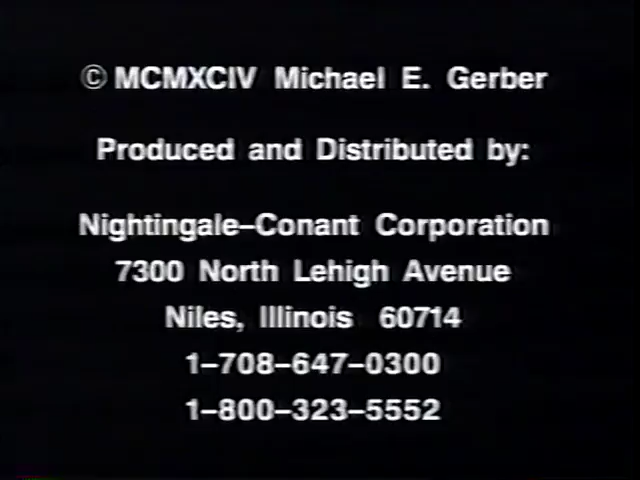 © MCMXCIV Michael E. Gerber
Produced and Distributed by:
Nightingale–Conant Corporation
7300 North Lehigh Avenue
Niles, Illinois 60714
1–708–647–0300
1–800–323–5552